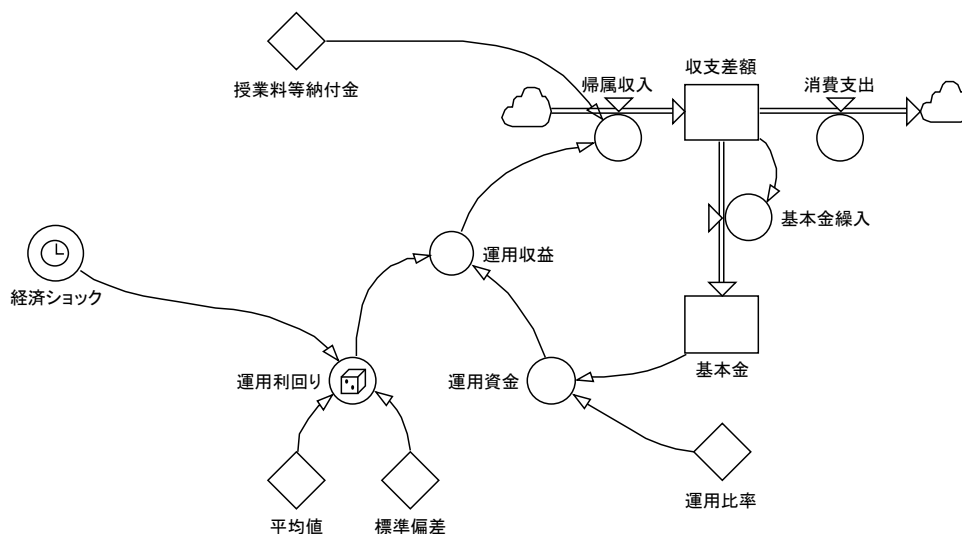 収支差額
帰属収入
消費支出
授業料等納付金
基本金繰入
運用収益
経済ショック
基本金
運用利回り
運用資金
運用比率
平均値
標準偏差